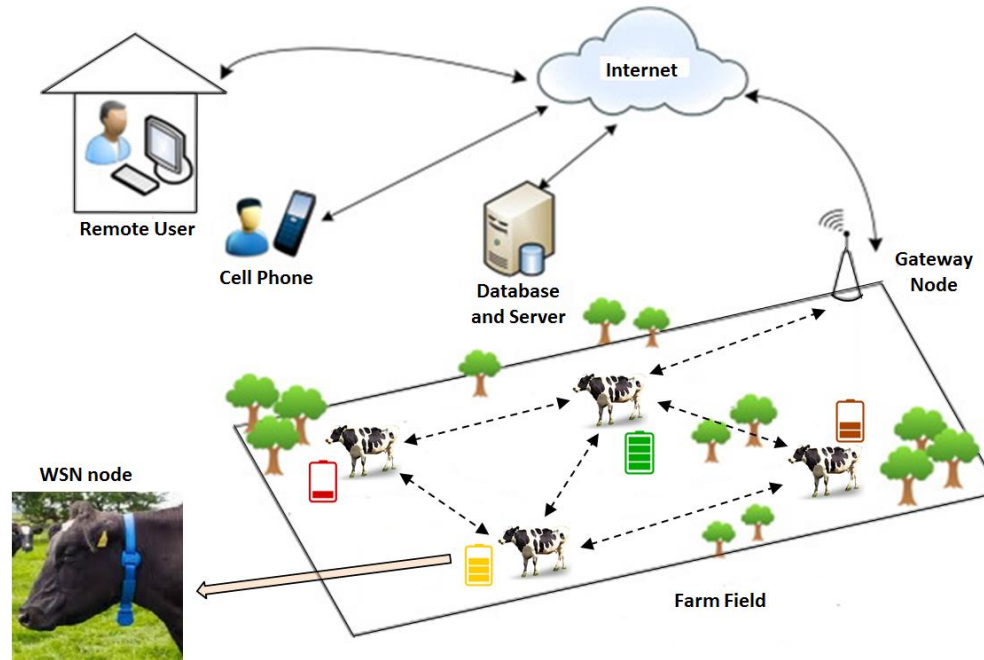 Internet
Remote User
Cell Phone
Database
and Server
Gateway
Node
WSN node
Farm Field